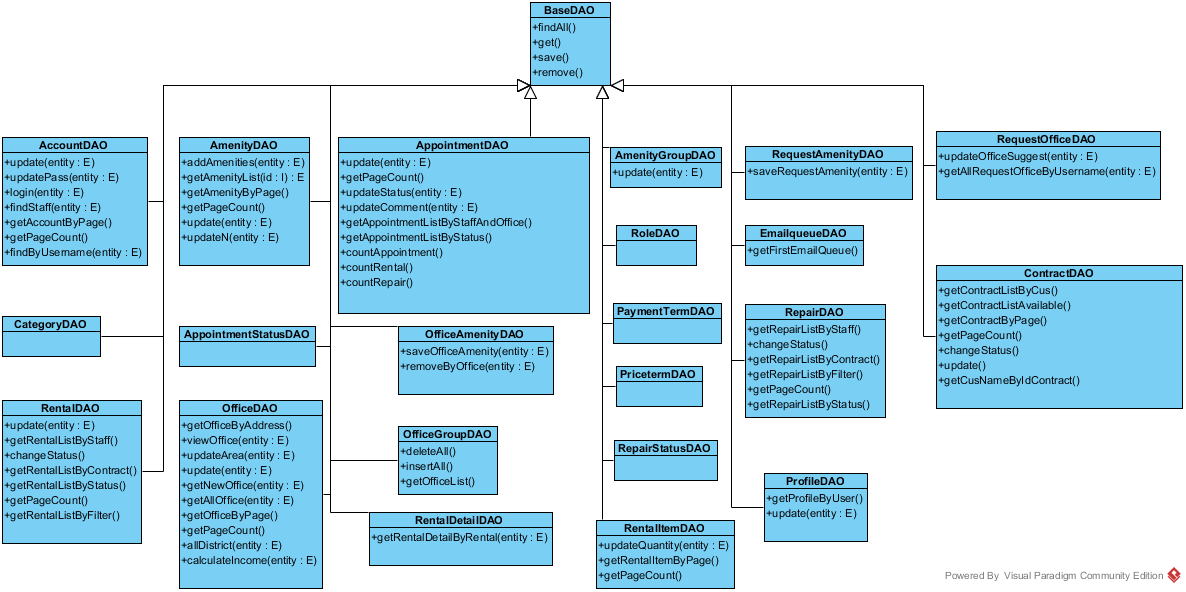 BaseDAO
+findAll()
+get()
+save()
+remove()
AccountDAO
+update(entity : E)
+updatePass(entity : E)
+login(entity : E)
+findStaff(entity : E)
+getAccountByPage()
+getPageCount()
+findByUsername(entity : E)
AmenityDAO
+addAmenities(entity : E)
+getAmenityList(id : I) : E
+getAmenityByPage()
+getPageCount()
+update(entity : E)
+updateN(entity : E)
AppointmentDAO
+update(entity : E)
+getPageCount()
+updateStatus(entity : E)
+updateComment(entity : E)
+getAppointmentListByStaffAndOffice()
+getAppointmentListByStatus()
+countAppointment()
+countRental()
+countRepair()
AmenityGroupDAO
+update(entity : E)
RequestAmenityDAO
+saveRequestAmenity(entity : E)
RequestOfficeDAO
+updateOfficeSuggest(entity : E)
+getAllRequestOfficeByUsername(entity : E)
RoleDAO
EmailqueueDAO
+getFirstEmailQueue()
ContractDAO
+getContractListByCus()
+getContractListAvailable()
+getContractByPage()
+getPageCount()
+changeStatus()
+update()
+getCusNameByIdContract()
CategoryDAO
AppointmentStatusDAO
OfficeAmenityDAO
+saveOfficeAmenity(entity : E)
+removeByOffice(entity : E)
PaymentTermDAO
RepairDAO
+getRepairListByStaff()
+changeStatus()
+getRepairListByContract()
+getRepairListByFilter()
+getPageCount()
+getRepairListByStatus()
PricetermDAO
RentalDAO
+update(entity : E)
+getRentalListByStaff()
+changeStatus()
+getRentalListByContract()
+getRentalListByStatus()
+getPageCount()
+getRentalListByFilter()
OfficeDAO
+getOfficeByAddress()
+viewOffice(entity : E)
+updateArea(entity : E)
+update(entity : E)
+getNewOffice(entity : E)
+getAllOffice(entity : E)
+getOfficeByPage()
+getPageCount()
+allDistrict(entity : E)
+calculateIncome(entity : E)
OfficeGroupDAO
+deleteAll()
+insertAll()
+getOfficeList()
RepairStatusDAO
ProfileDAO
+getProfileByUser()
+update(entity : E)
RentalDetailDAO
+getRentalDetailByRental(entity : E)
RentalItemDAO
+updateQuantity(entity : E)
+getRentalItemByPage()
+getPageCount()
Powered By Visual Paradigm Community Edition